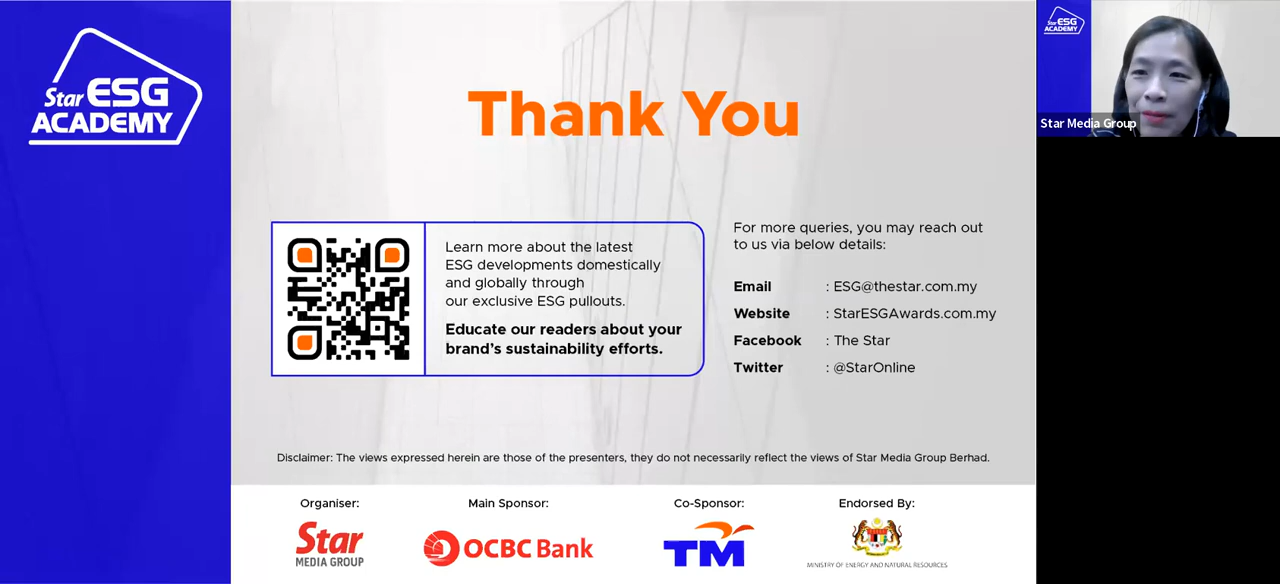 Star ESG
ACADEMY
Thank You
Learn more about the latest
ESG developments domestically
and globally through
our exclusive ESG pullouts.
Educate our readers about your
brand’s sustainability efforts.
For more queries, you may reach out
to us via below details:
Email : ESG@thestar.com.my
Website : StarESGAwards.com.my
Facebook : The Star
Twitter : @StarOnline
Disclaimer: The views expressed herein are those of the presenters, they do not necessarily reflect the views of Star Media Group Berhad.
Organiser:
Star
MEDIA GROUP
Main Sponsor:
OCBC Bank
Co-Sponsor:
TM
Endorsed By:
MINISTRY OF ENERGY AND NATURAL RESOURCES
Star ESG
ACADEMY
Star Media Group